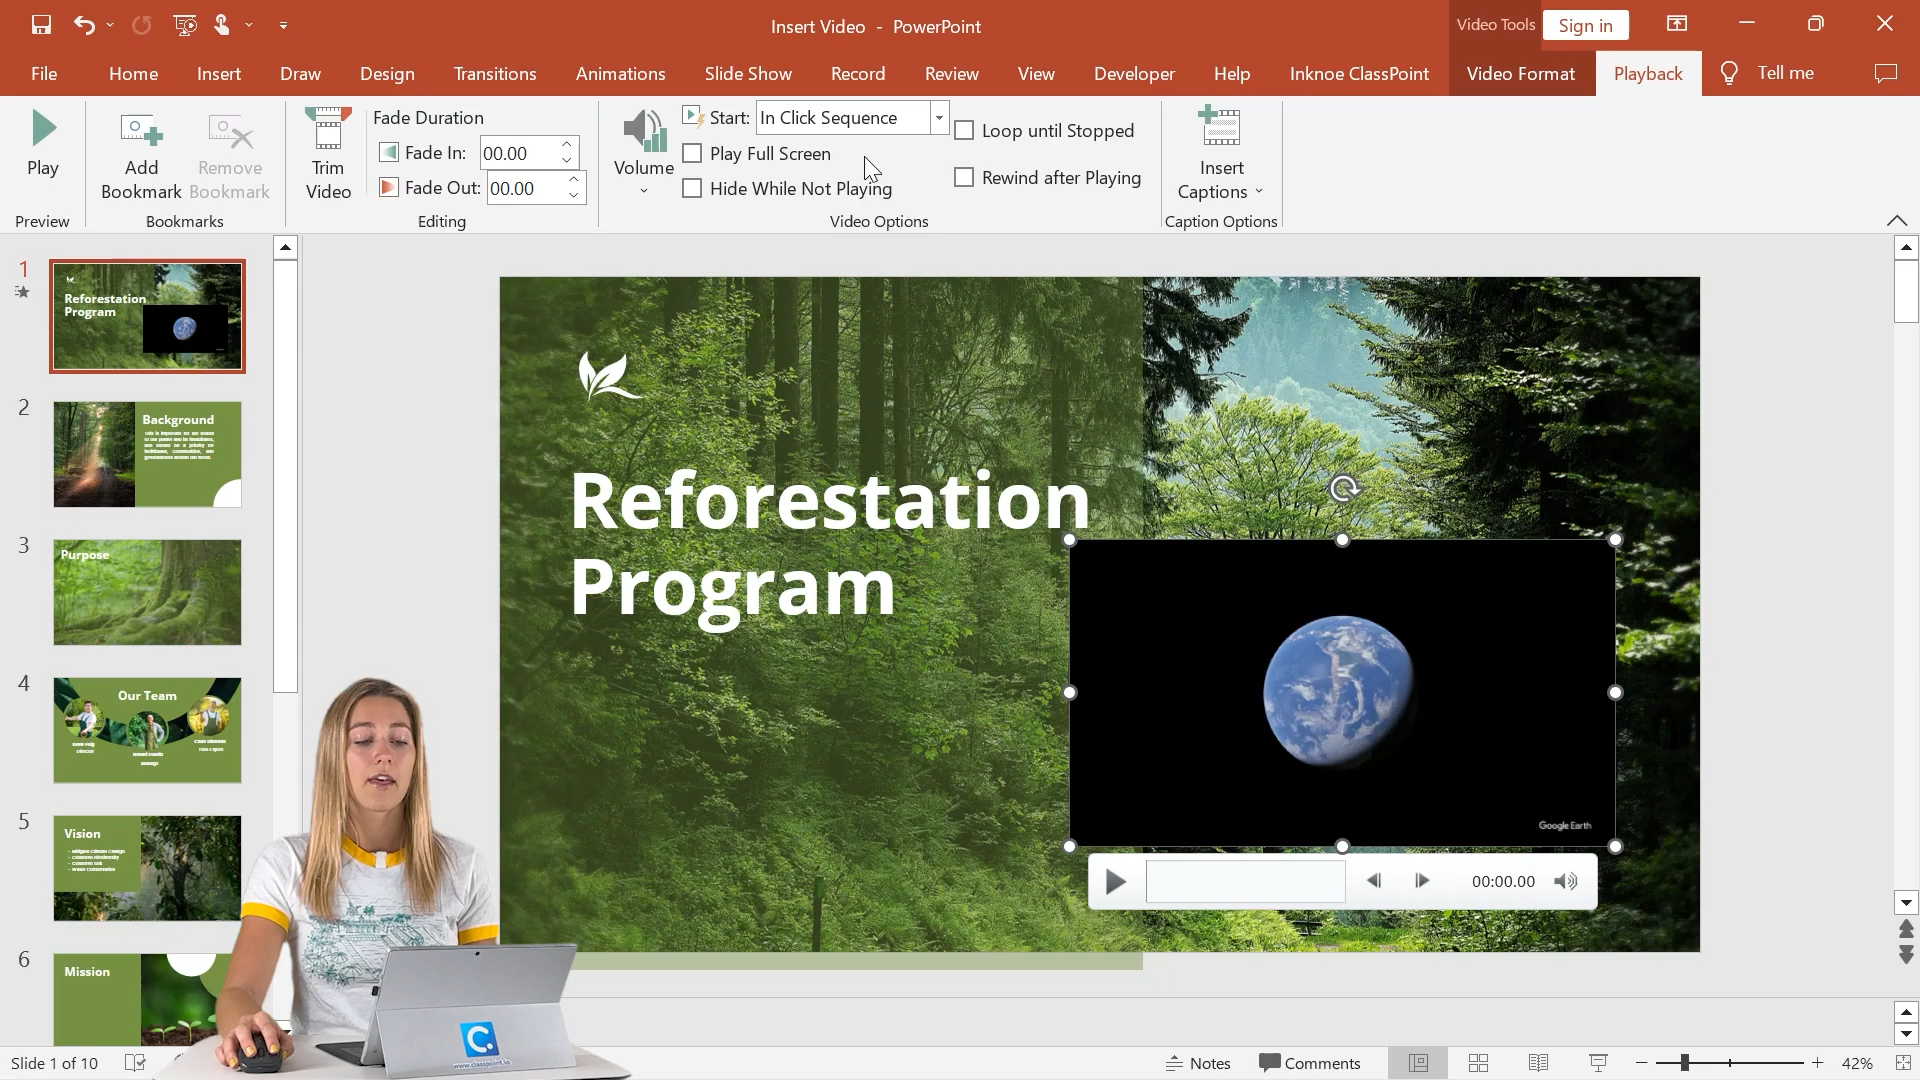 Insert Video - PowerPoint
Video Tools
Sign in
File Home Insert Draw Design Transitions Animations Slide Show Record Review View Developer Help Inknoe ClassPoint Video Format Playback Tell me
Play
Preview
Add
Bookmark
Remove
Bookmark
Bookmarks
Trim
Video
Fade Duration
Fade In: 00.00
Fade Out: 00.00
Editing
Volume
Start: In Click Sequence
Play Full Screen
Hide While Not Playing
Loop until Stopped
Rewind after Playing
Video Options
Insert
Captions
Caption Options
1
Reforestation
Program
2
Background
3
Purpose
4
Our Team
5
Vision
6
Mission
Reforestation
Program
Google Earth
00:00.00
C.
www.classpoint.io
Slide 1 of 10
Notes
Comments
42%